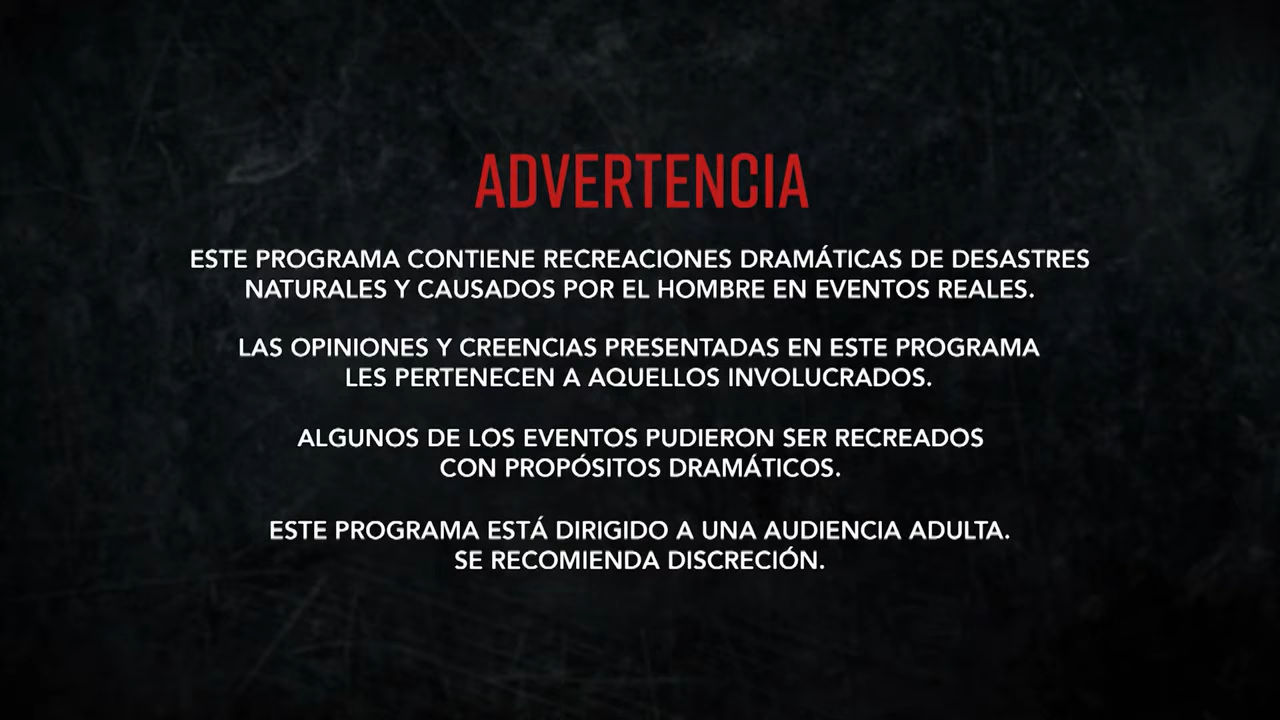 ADVERTENCIA
ESTE PROGRAMA CONTIENE RECREACIONES DRAMÁTICAS DE DESASTRES
NATURALES Y CAUSADOS POR EL HOMBRE EN EVENTOS REALES.
LAS OPINIONES Y CREENCIAS PRESENTADAS EN ESTE PROGRAMA
LES PERTENECEN A AQUELLOS INVOLUCRADOS.
ALGUNOS DE LOS EVENTOS PUDIERON SER RECREADOS
CON PROPÓSITOS DRAMÁTICOS.
ESTE PROGRAMA ESTÁ DIRIGIDO A UNA AUDIENCIA ADULTA.
SE RECOMIENDA DISCRECIÓN.